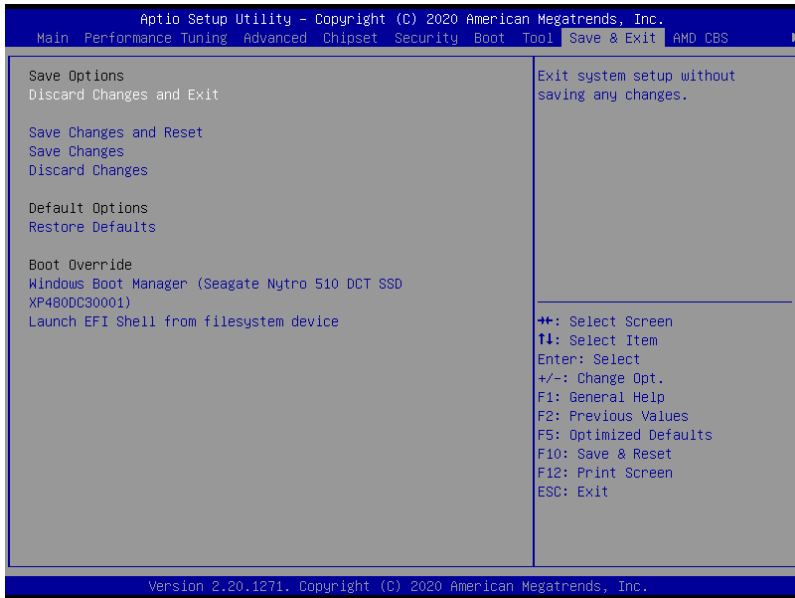 Aptio Setup Utility – Copyright (C) 2020 American Megatrends, Inc.
Main Performance Tuning Advanced Chipset Security Boot Tool Save & Exit AMD CBS
Save Options
Discard Changes and Exit
Save Changes and Reset
Save Changes
Discard Changes
Default Options
Restore Defaults
Boot Override
Windows Boot Manager (Seagate Nytro 510 DCT SSD
XP480DC30001)
Launch EFI Shell from filesystem device
Exit system setup without
saving any changes.
→←: Select Screen
↑↓: Select Item
Enter: Select
+/-: Change Opt.
F1: General Help
F2: Previous Values
F5: Optimized Defaults
F10: Save & Reset
F12: Print Screen
ESC: Exit
Version 2.20.1271. Copyright (C) 2020 American Megatrends, Inc.